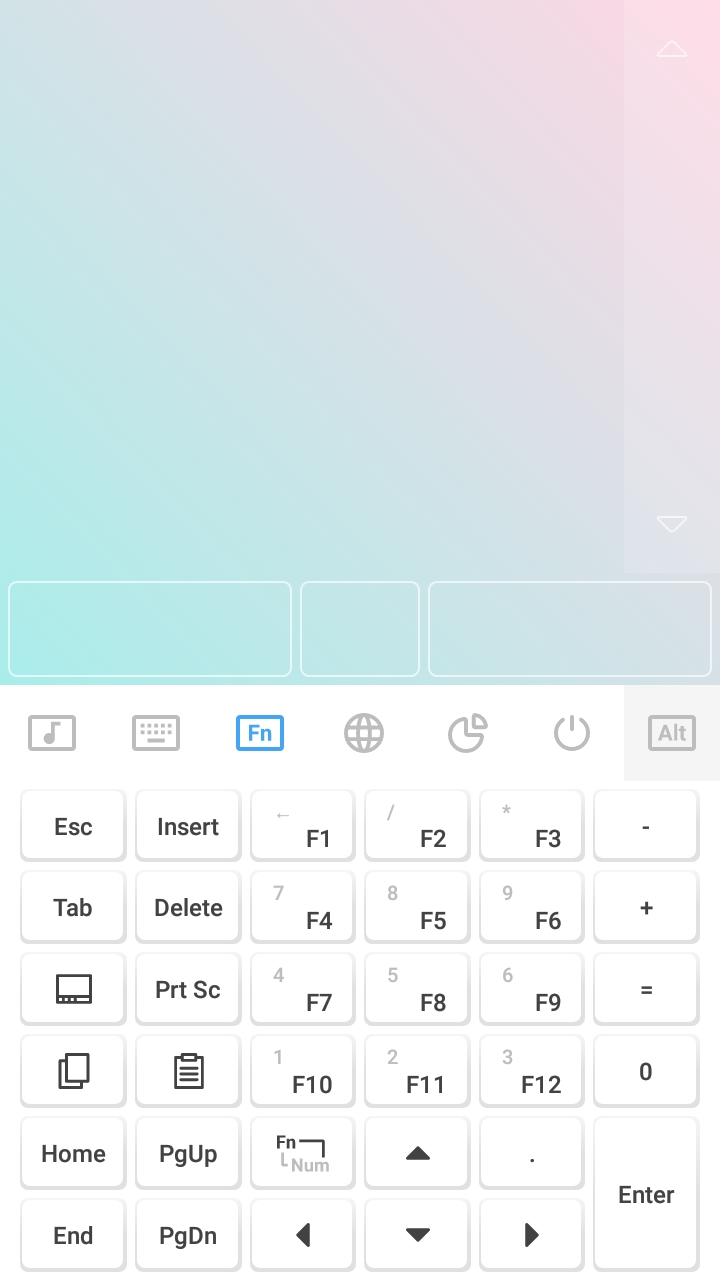 Fn Alt
Esc Insert ← F1 / F2 * F3 -
Tab Delete 7 F4 8 F5 9 F6 +
Prt Sc 4 F7 5 F8 6 F9 =
1 F10 2 F11 3 F12 0
Home PgUp Fn Num .
Enter
End PgDn